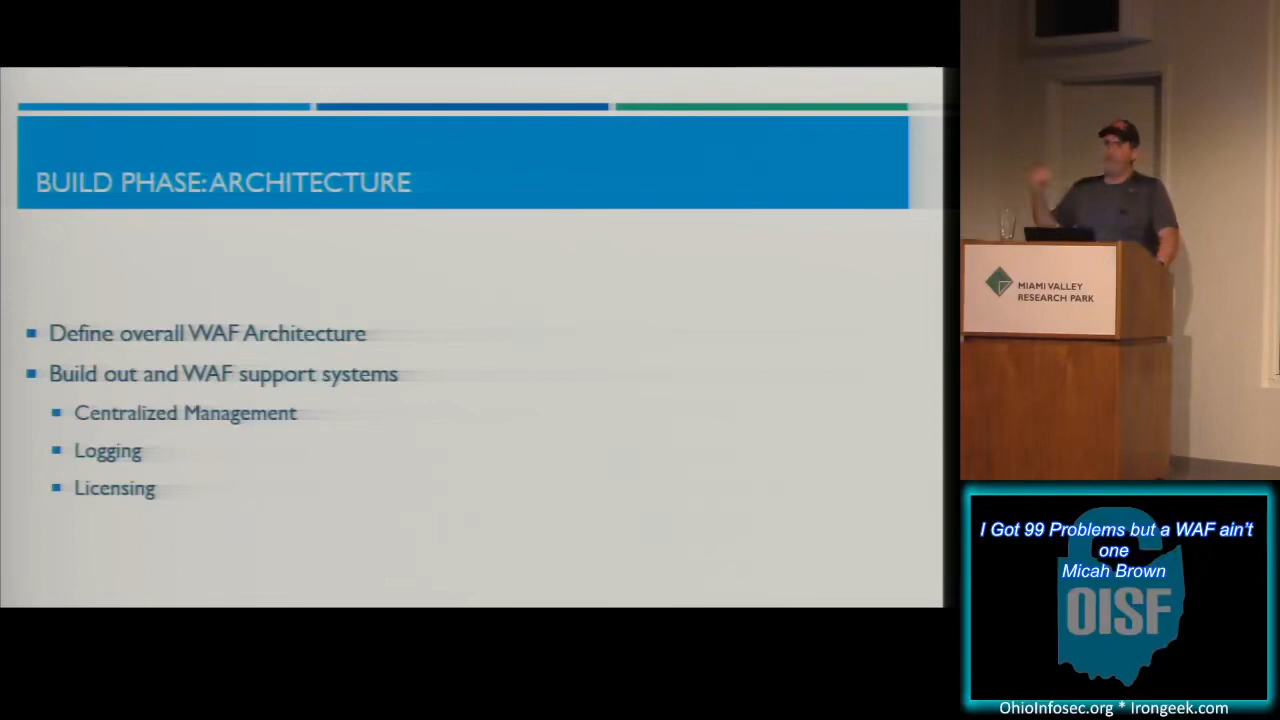 BUILD PHASE: ARCHITECTURE
Define overall WAF Architecture
Build out and WAF support systems
Centralized Management
Logging
Licensing
MIAMI VALLEY
RESEARCH PARK
I Got 99 Problems but a WAF ain't
one
Micah Brown
OISF
OhioInfosec.org * Irongeek.com